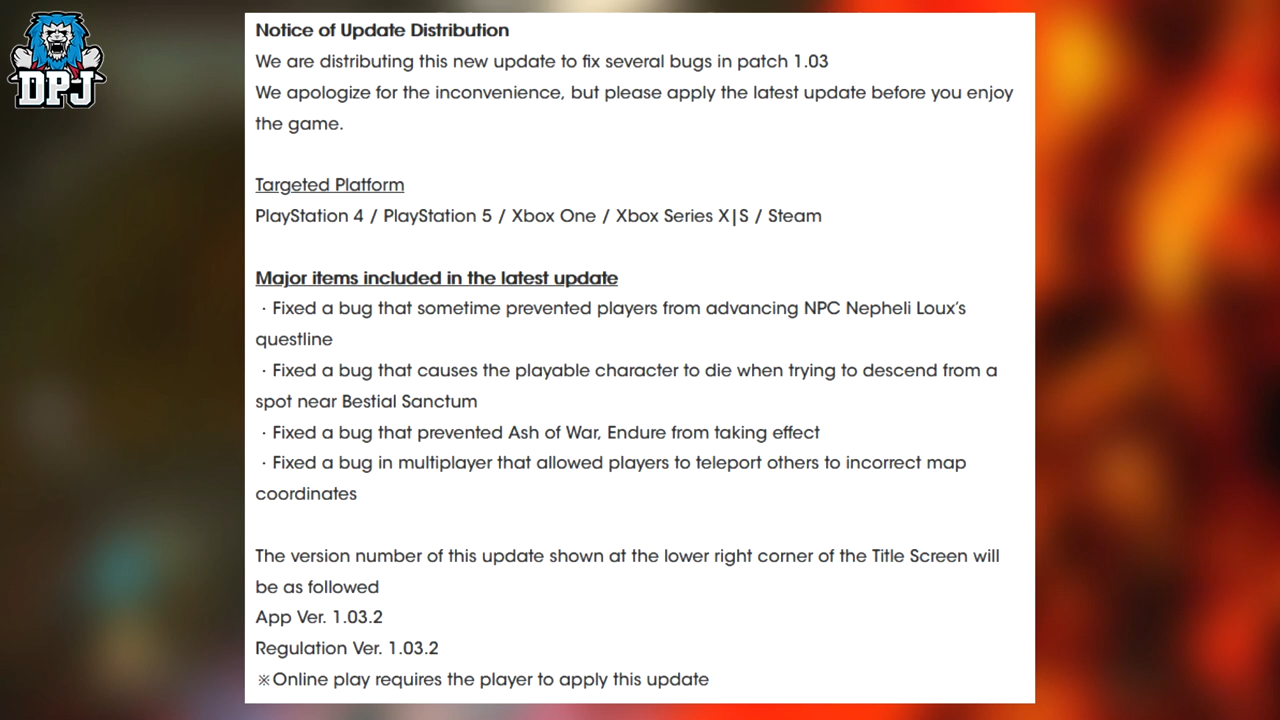 DPJ
Notice of Update Distribution
We are distributing this new update to fix several bugs in patch 1.03
We apologize for the inconvenience, but please apply the latest update before you enjoy
the game.
Targeted Platform
PlayStation 4 / PlayStation 5 / Xbox One / Xbox Series X|S / Steam
Major items included in the latest update
· Fixed a bug that sometime prevented players from advancing NPC Nepheli Loux’s
questline
· Fixed a bug that causes the playable character to die when trying to descend from a
spot near Bestial Sanctum
· Fixed a bug that prevented Ash of War, Endure from taking effect
· Fixed a bug in multiplayer that allowed players to teleport others to incorrect map
coordinates
The version number of this update shown at the lower right corner of the Title Screen will
be as followed
App Ver. 1.03.2
Regulation Ver. 1.03.2
※Online play requires the player to apply this update